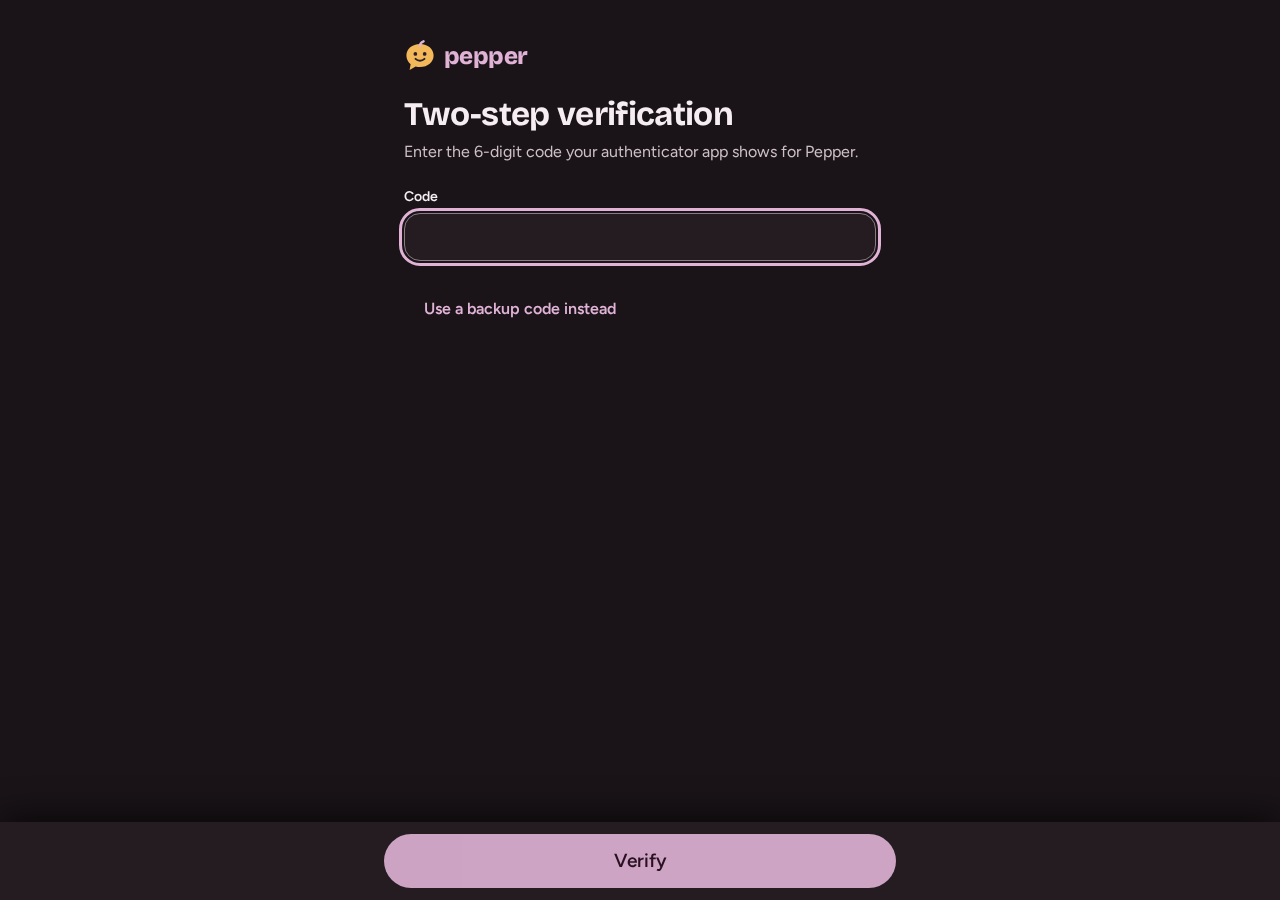 pepper
Two-step verification
Enter the 6-digit code your authenticator app shows for Pepper.
Code
Use a backup code instead
Verify